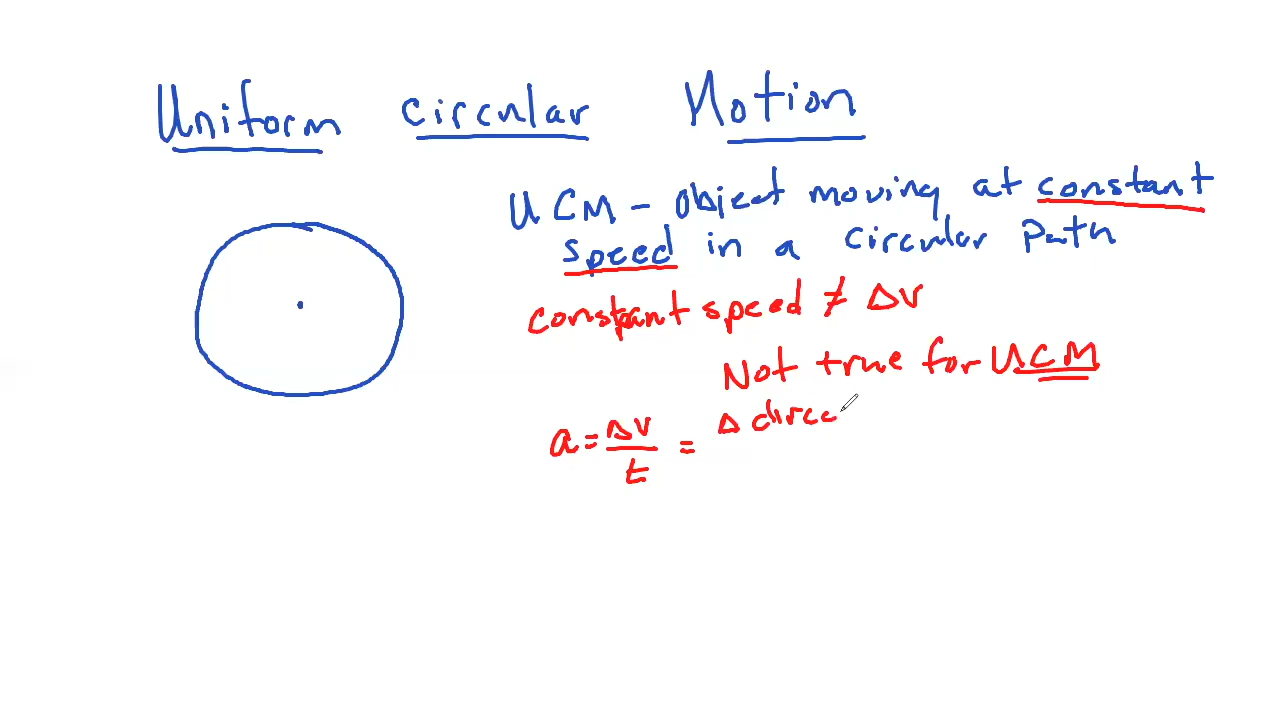 Uniform Circular Motion
UCM - object moving at constant
speed in a circular path
constant speed ≠ Δv
Not true for UCM
a = Δv/t = Δ direc